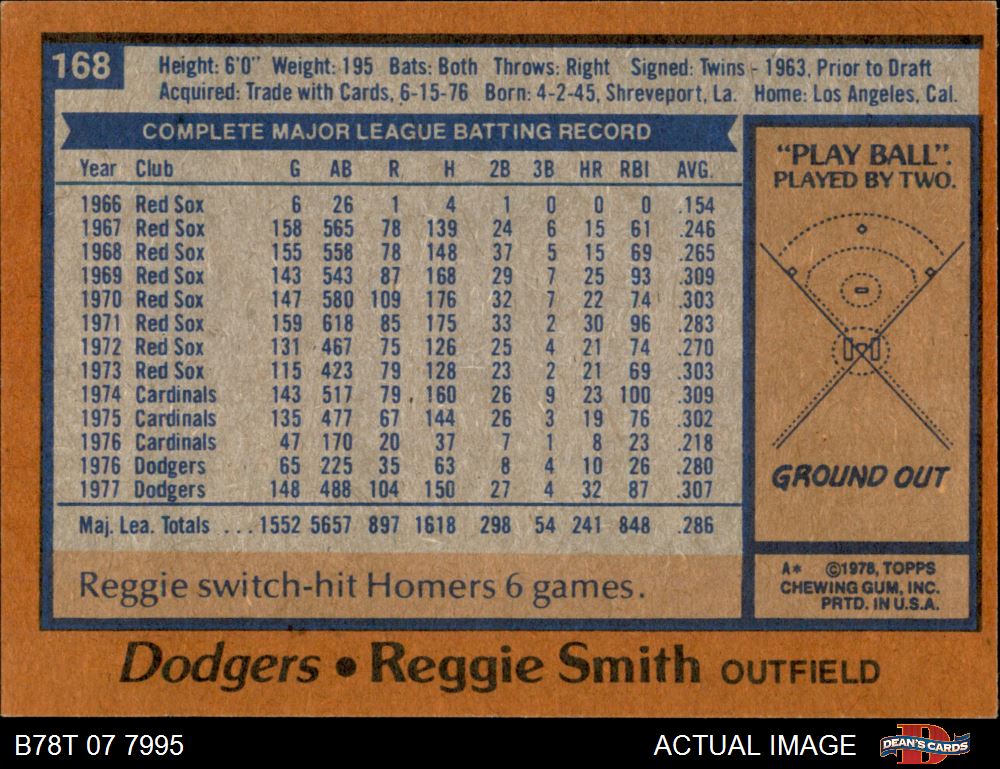 168
Height: 6'0" Weight: 195 Bats: Both Throws: Right Signed: Twins - 1963, Prior to Draft
Acquired: Trade with Cards, 6-15-76 Born: 4-2-45, Shreveport, La. Home: Los Angeles, Cal.
COMPLETE MAJOR LEAGUE BATTING RECORD
Year Club G AB R H 2B 3B HR RBI AVG.
1966 Red Sox 6 26 1 4 1 0 0 0 .154
1967 Red Sox 158 565 78 139 24 6 15 61 .246
1968 Red Sox 155 558 78 148 37 5 15 69 .265
1969 Red Sox 143 543 87 168 29 7 25 93 .309
1970 Red Sox 147 580 109 176 32 7 22 74 .303
1971 Red Sox 159 618 85 175 33 2 30 96 .283
1972 Red Sox 131 467 75 126 25 4 21 74 .270
1973 Red Sox 115 423 79 128 23 2 21 69 .303
1974 Cardinals 143 517 79 160 26 9 23 100 .309
1975 Cardinals 135 477 67 144 26 3 19 76 .302
1976 Cardinals 47 170 20 37 7 1 8 23 .218
1976 Dodgers 65 225 35 63 8 4 10 26 .280
1977 Dodgers 148 488 104 150 27 4 32 87 .307
Maj. Lea. Totals ... 1552 5657 897 1618 298 54 241 848 .286
Reggie switch-hit Homers 6 games.
"PLAY BALL".
PLAYED BY TWO.
GROUND OUT
A* ©1978, TOPPS
CHEWING GUM, INC.
PRTD. IN U.S.A.
Dodgers • Reggie Smith OUTFIELD
B78T 07 7995
ACTUAL IMAGE
DEAN'S CARDS